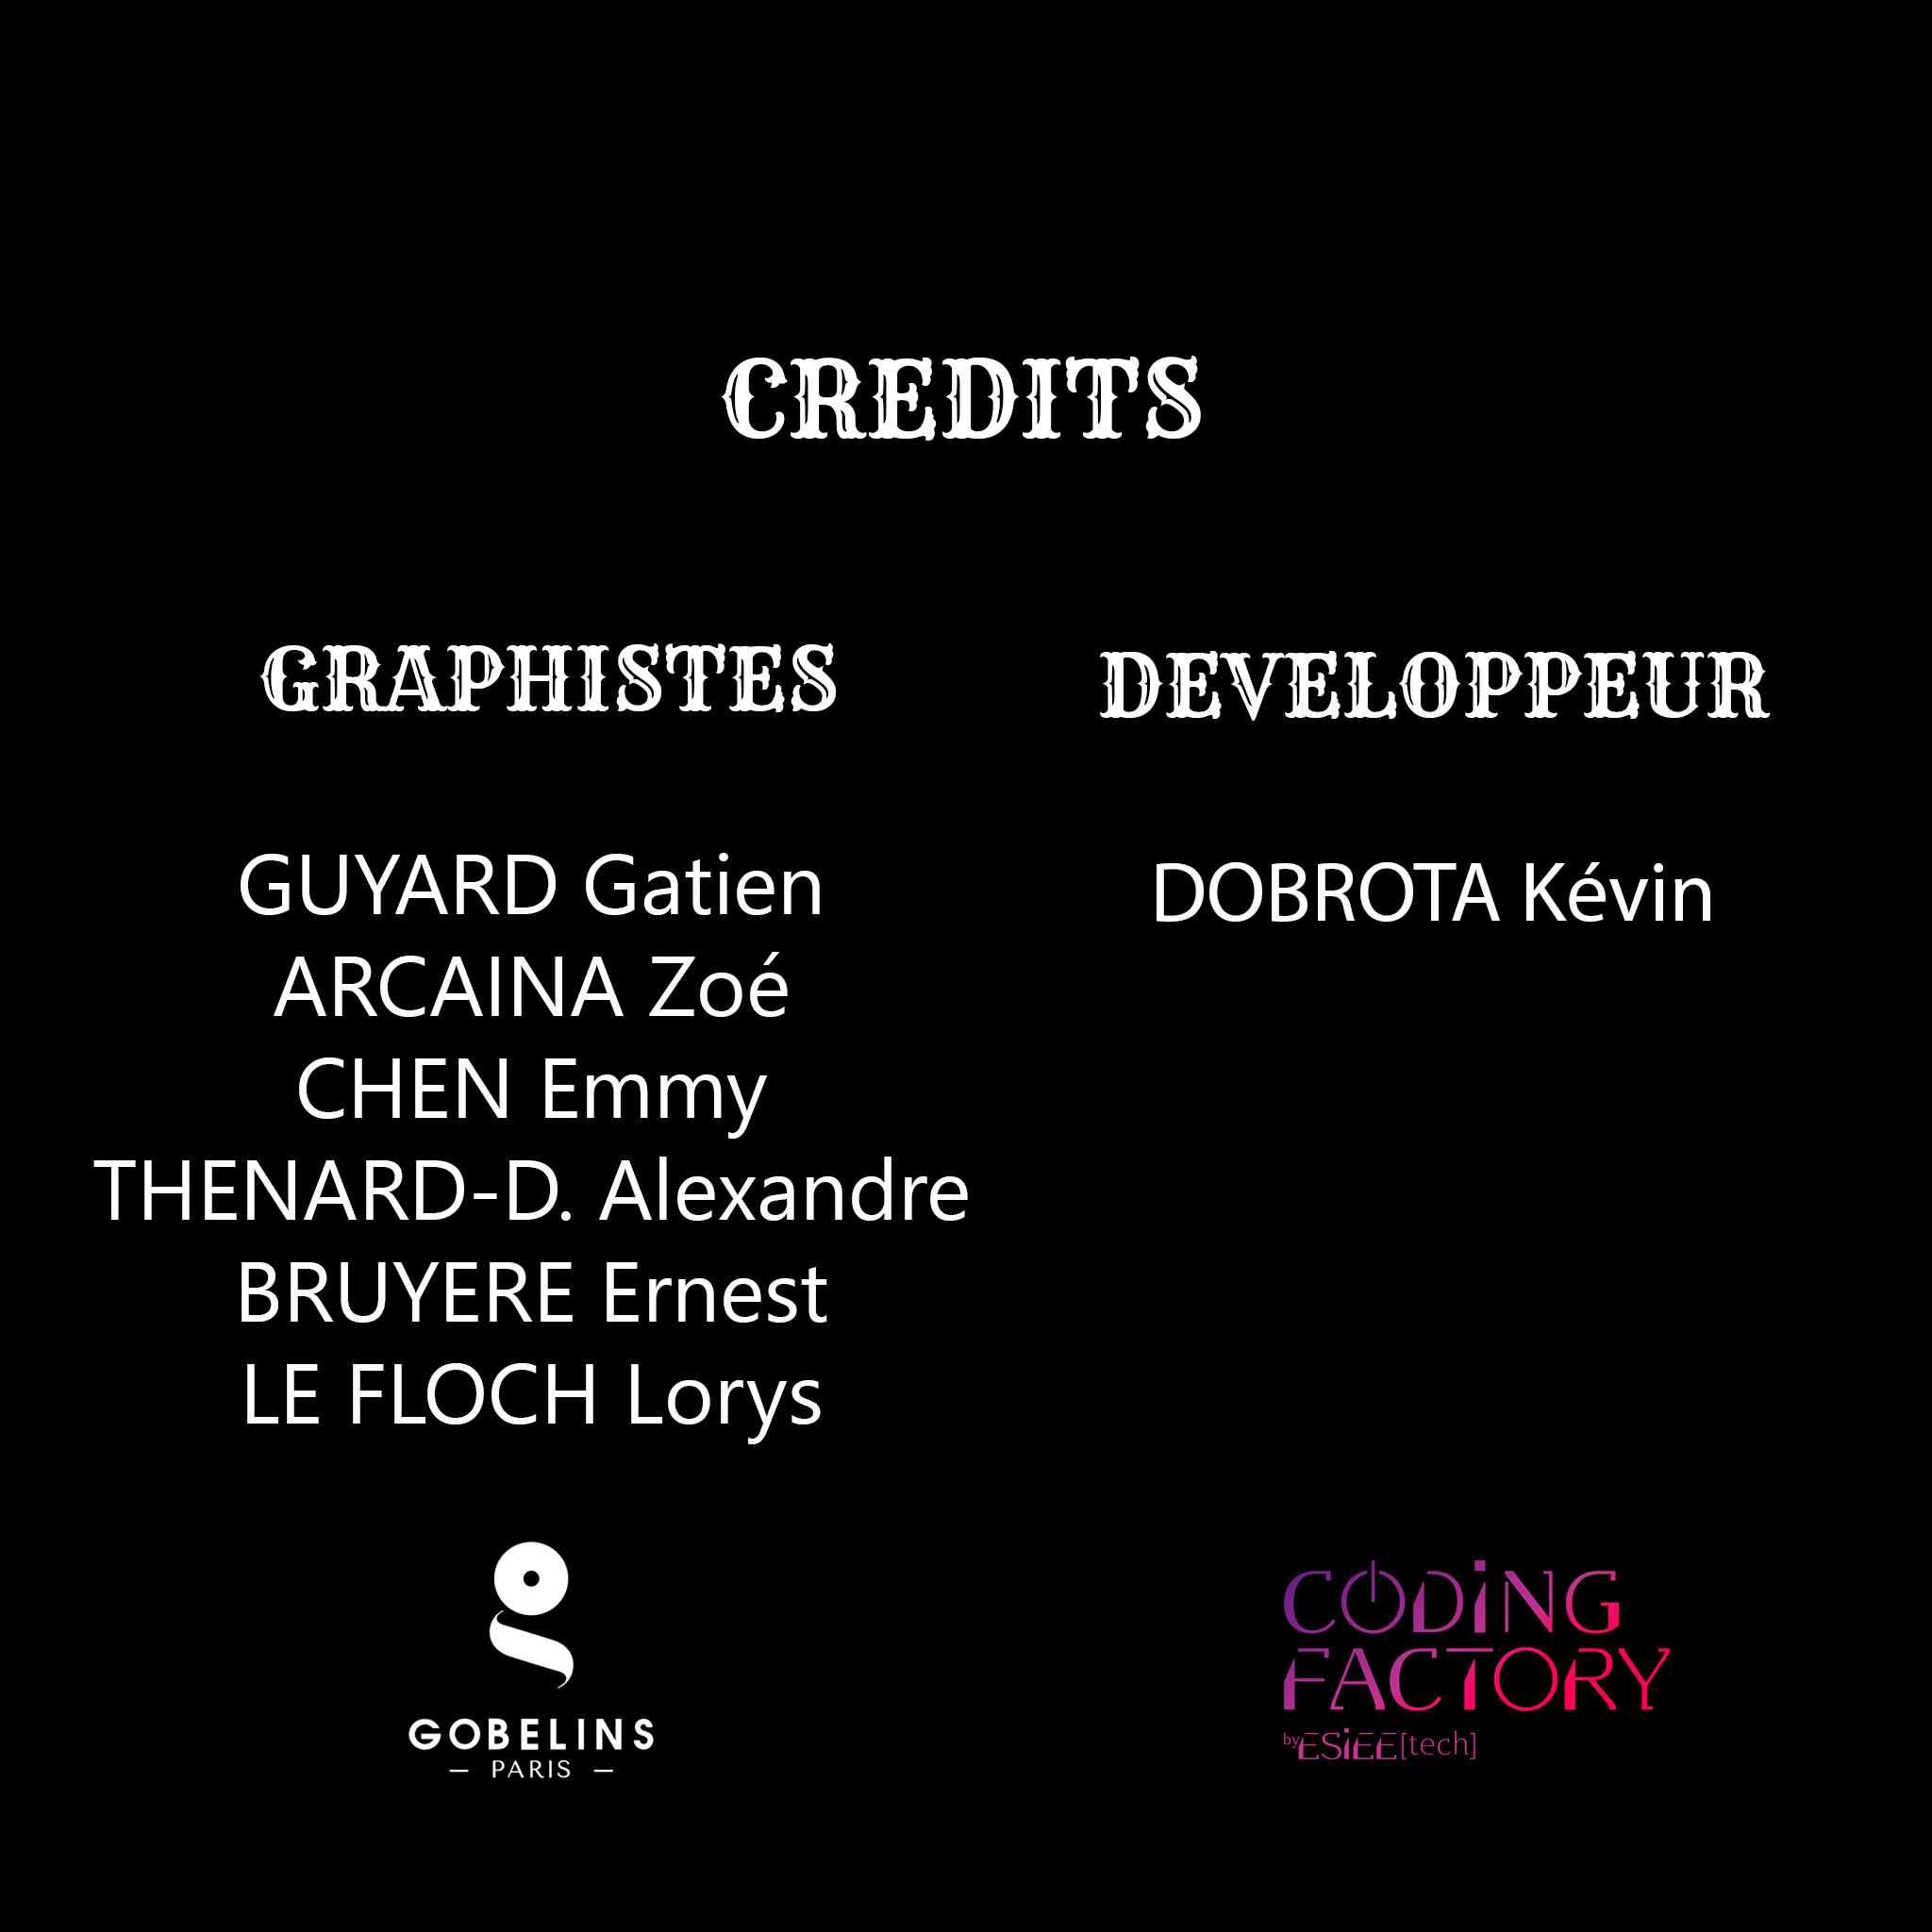 CREDITS
GRAPHISTES
GUYARD Gatien
ARCAINA Zoé
CHEN Emmy
THENARD-D. Alexandre
BRUYERE Ernest
LE FLOCH Lorys
GOBELINS
— PARIS —
DEVELOPPEUR
DOBROTA Kévin
CODiNG
FACTORY
by ESiEE[tech]